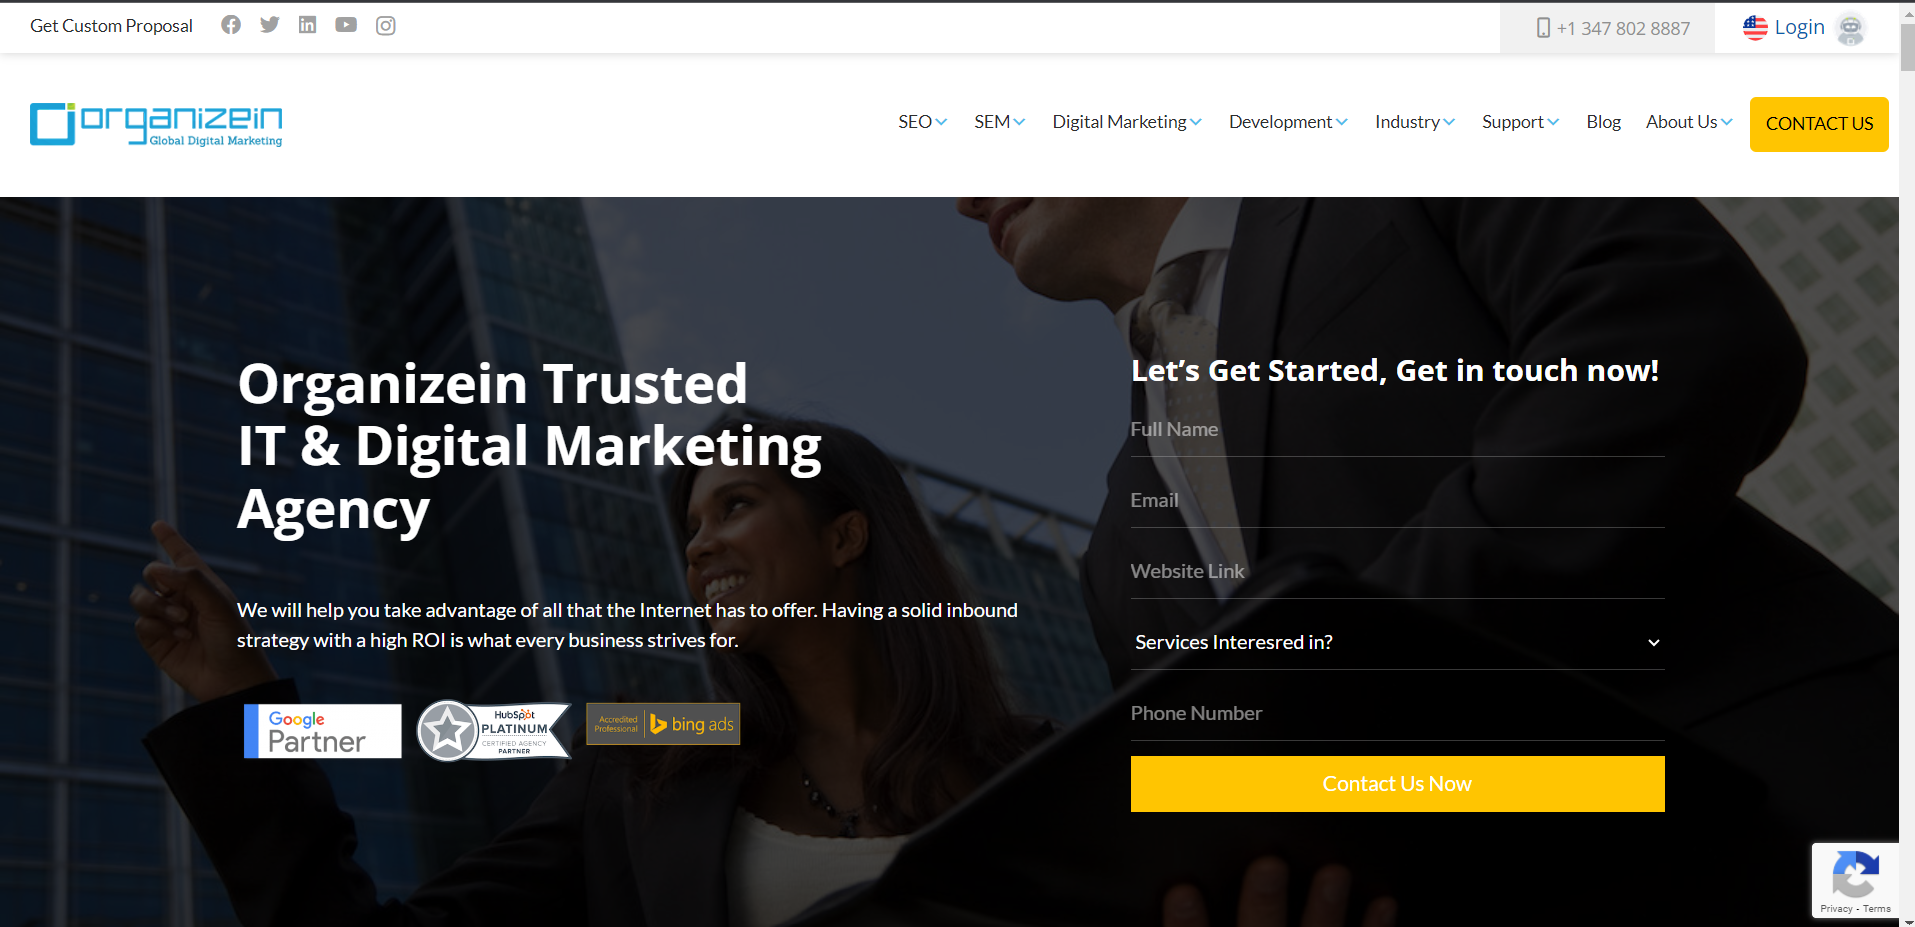 Get Custom Proposal
+1 347 802 8887
Login
organizein
Global Digital Marketing
SEO
SEM
Digital Marketing
Development
Industry
Support
Blog
About Us
CONTACT US
Organizein Trusted
IT & Digital Marketing
Agency
We will help you take advantage of all that the Internet has to offer. Having a solid inbound
strategy with a high ROI is what every business strives for.
Google
Partner
HubSpot
PLATINUM
CERTIFIED AGENCY
PARTNER
Accredited
Professional
bing ads
Let’s Get Started, Get in touch now!
Full Name
Email
Website Link
Services Interesred in?
Phone Number
Contact Us Now
Privacy - Terms